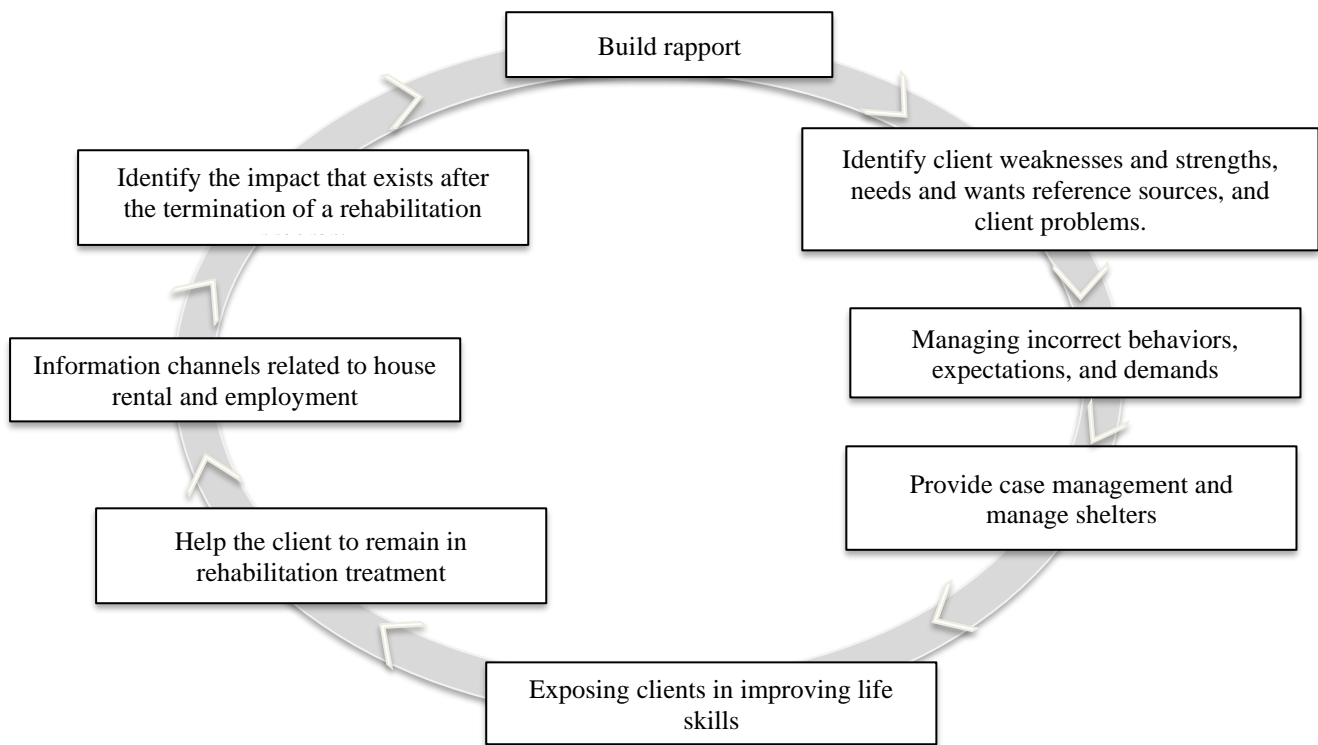 Build rapport
Identify client weaknesses and strengths,
needs and wants reference sources, and
client problems.
Managing incorrect behaviors,
expectations, and demands
Provide case management and
manage shelters
Exposing clients in improving life
skills
Help the client to remain in
rehabilitation treatment
Information channels related to house
rental and employment
Identify the impact that exists after
the termination of a rehabilitation